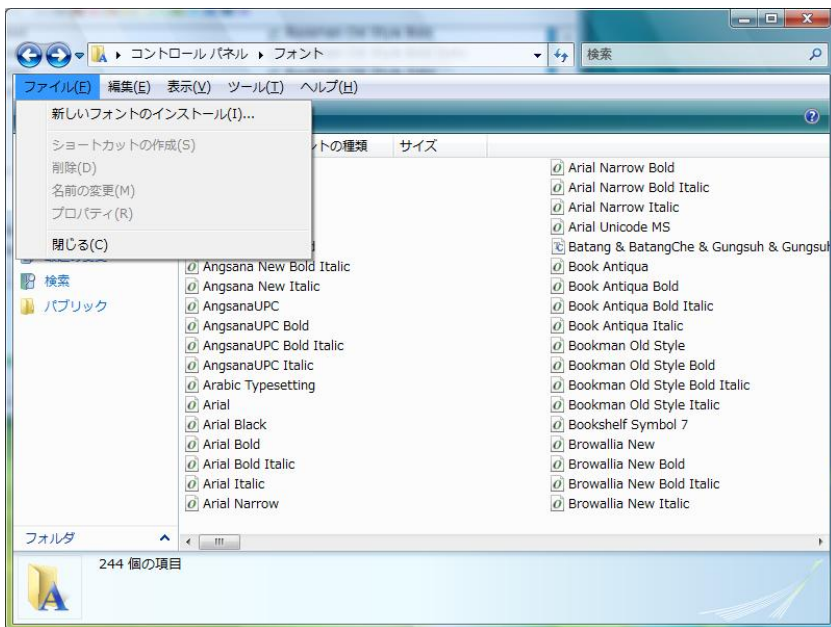 コントロール パネル ▸ フォント
検索
ファイル(F) 編集(E) 表示(V) ツール(T) ヘルプ(H)
新しいフォントのインストール(I)...
ショートカットの作成(S)
削除(D)
名前の変更(M)
プロパティ(R)
閉じる(C)
トの種類 サイズ
検索
パブリック
Angsana New Bold Italic
Angsana New Italic
AngsanaUPC
AngsanaUPC Bold
AngsanaUPC Bold Italic
AngsanaUPC Italic
Arabic Typesetting
Arial
Arial Black
Arial Bold
Arial Bold Italic
Arial Italic
Arial Narrow
Arial Narrow Bold
Arial Narrow Bold Italic
Arial Narrow Italic
Arial Unicode MS
Batang & BatangChe & Gungsuh & Gungsuh
Book Antiqua
Book Antiqua Bold
Book Antiqua Bold Italic
Book Antiqua Italic
Bookman Old Style
Bookman Old Style Bold
Bookman Old Style Bold Italic
Bookman Old Style Italic
Bookshelf Symbol 7
Browallia New
Browallia New Bold
Browallia New Bold Italic
Browallia New Italic
フォルダ
244 個の項目